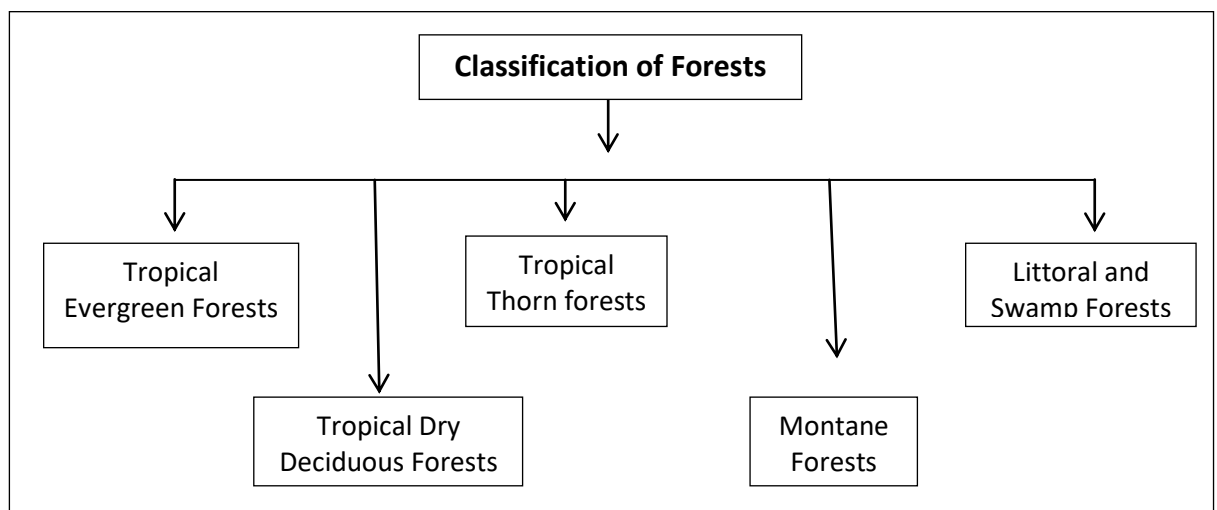 Classification of Forests
Tropical
Evergreen Forests
Tropical
Thorn forests
Littoral and
Swamp Forests
Tropical Dry
Deciduous Forests
Montane
Forests